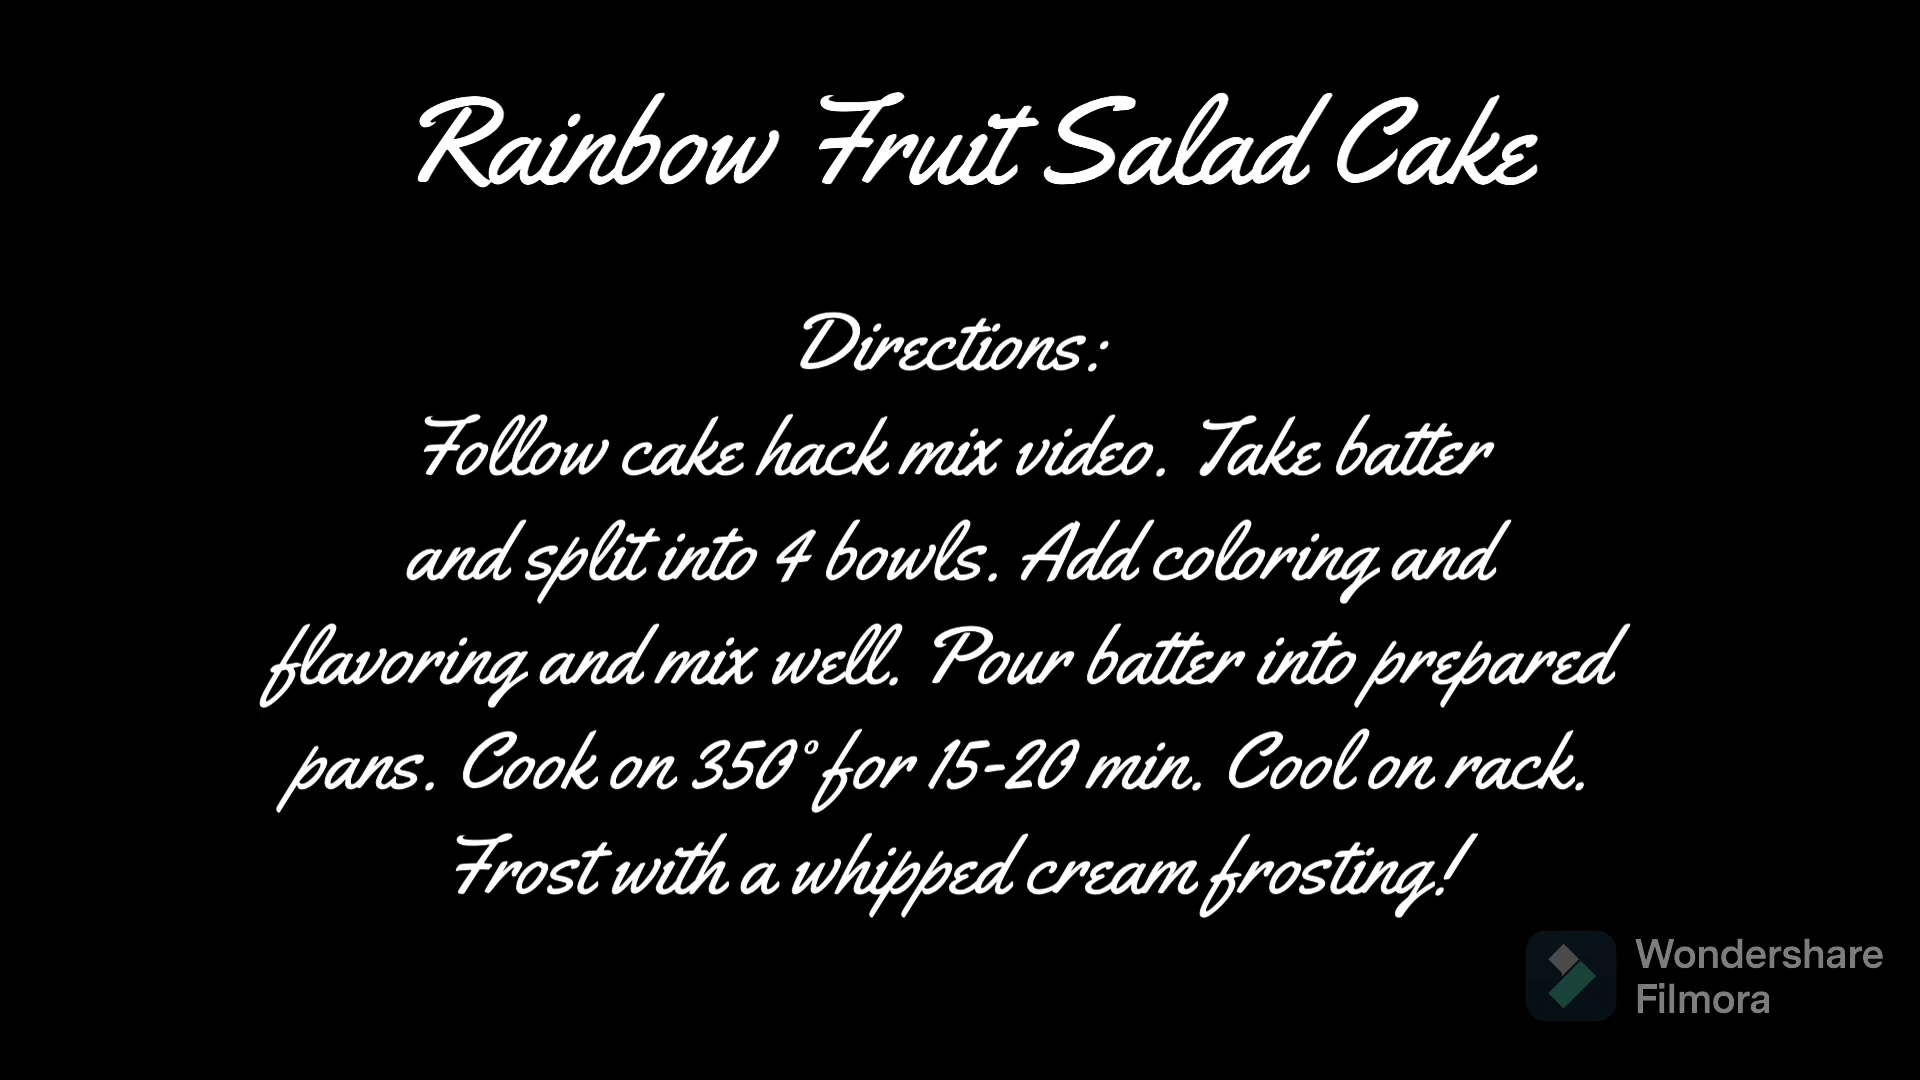 Rainbow Fruit Salad Cake
Directions:
Follow cake hack mix video. Take batter
and split into 4 bowls. Add coloring and
flavoring and mix well. Pour batter into prepared
pans. Cook on 350° for 15-20 min. Cool on rack.
Frost with a whipped cream frosting!
Wondershare
Filmora